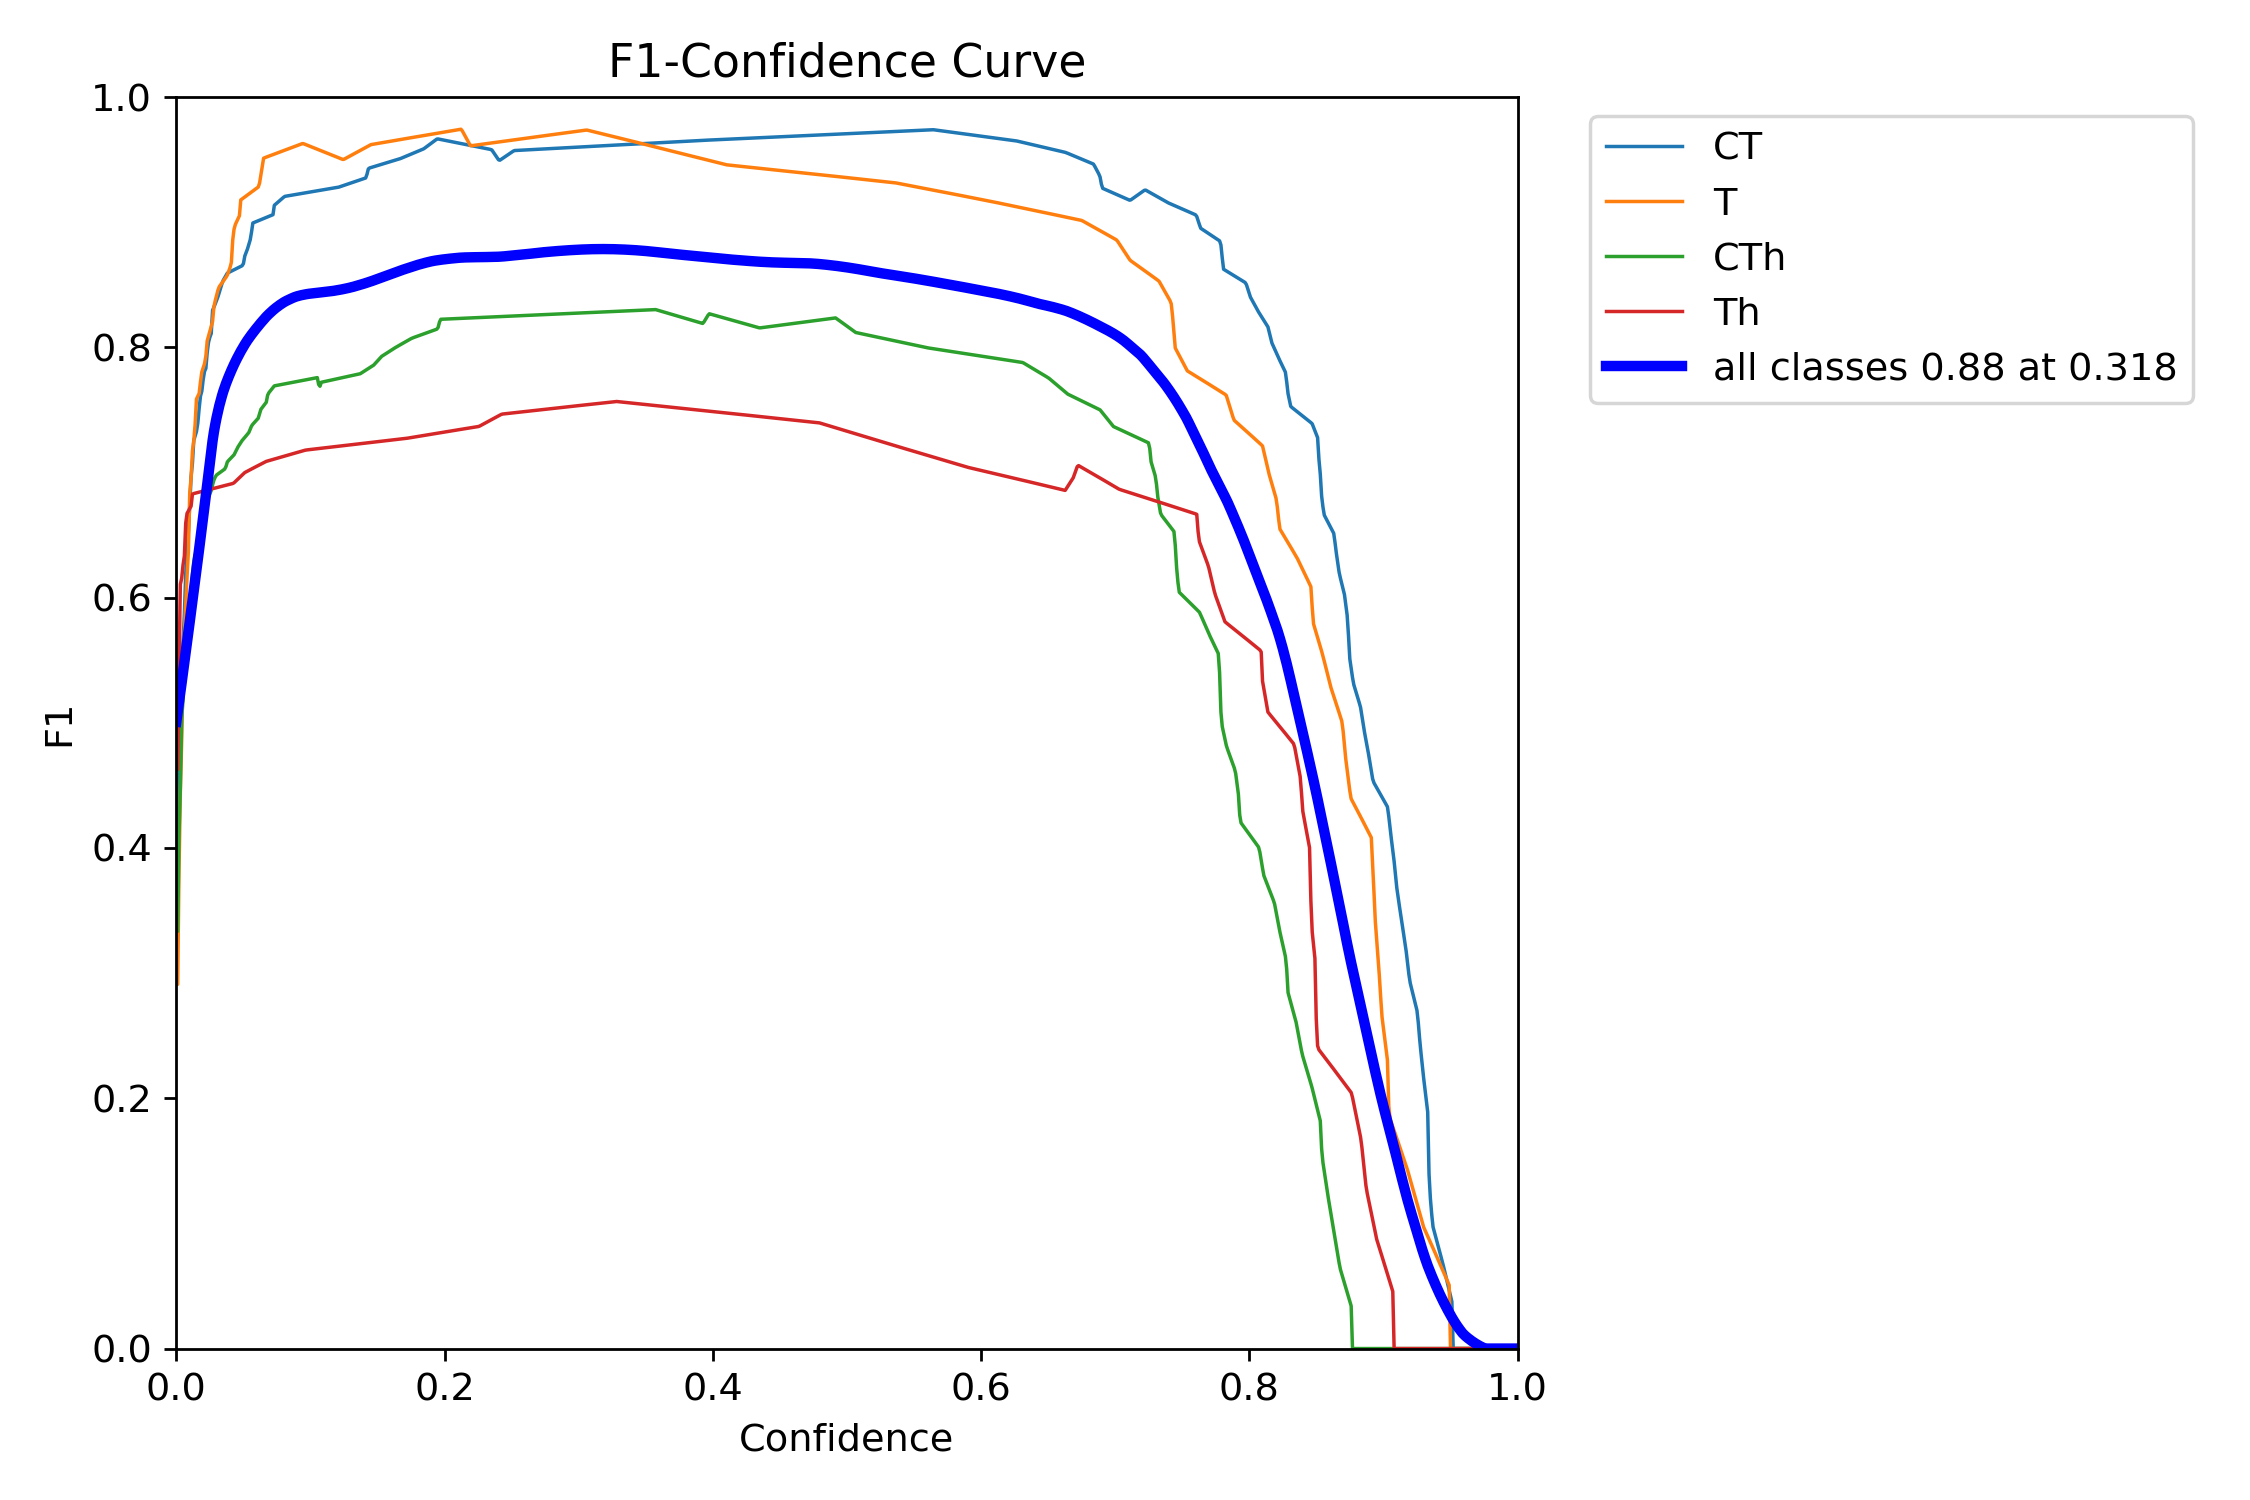 F1-Confidence Curve
1.0
0.8
0.6
0.4
0.2
0.0
F1
0.0 0.2 0.4 0.6 0.8 1.0
Confidence
CT
T
CTh
Th
all classes 0.88 at 0.318